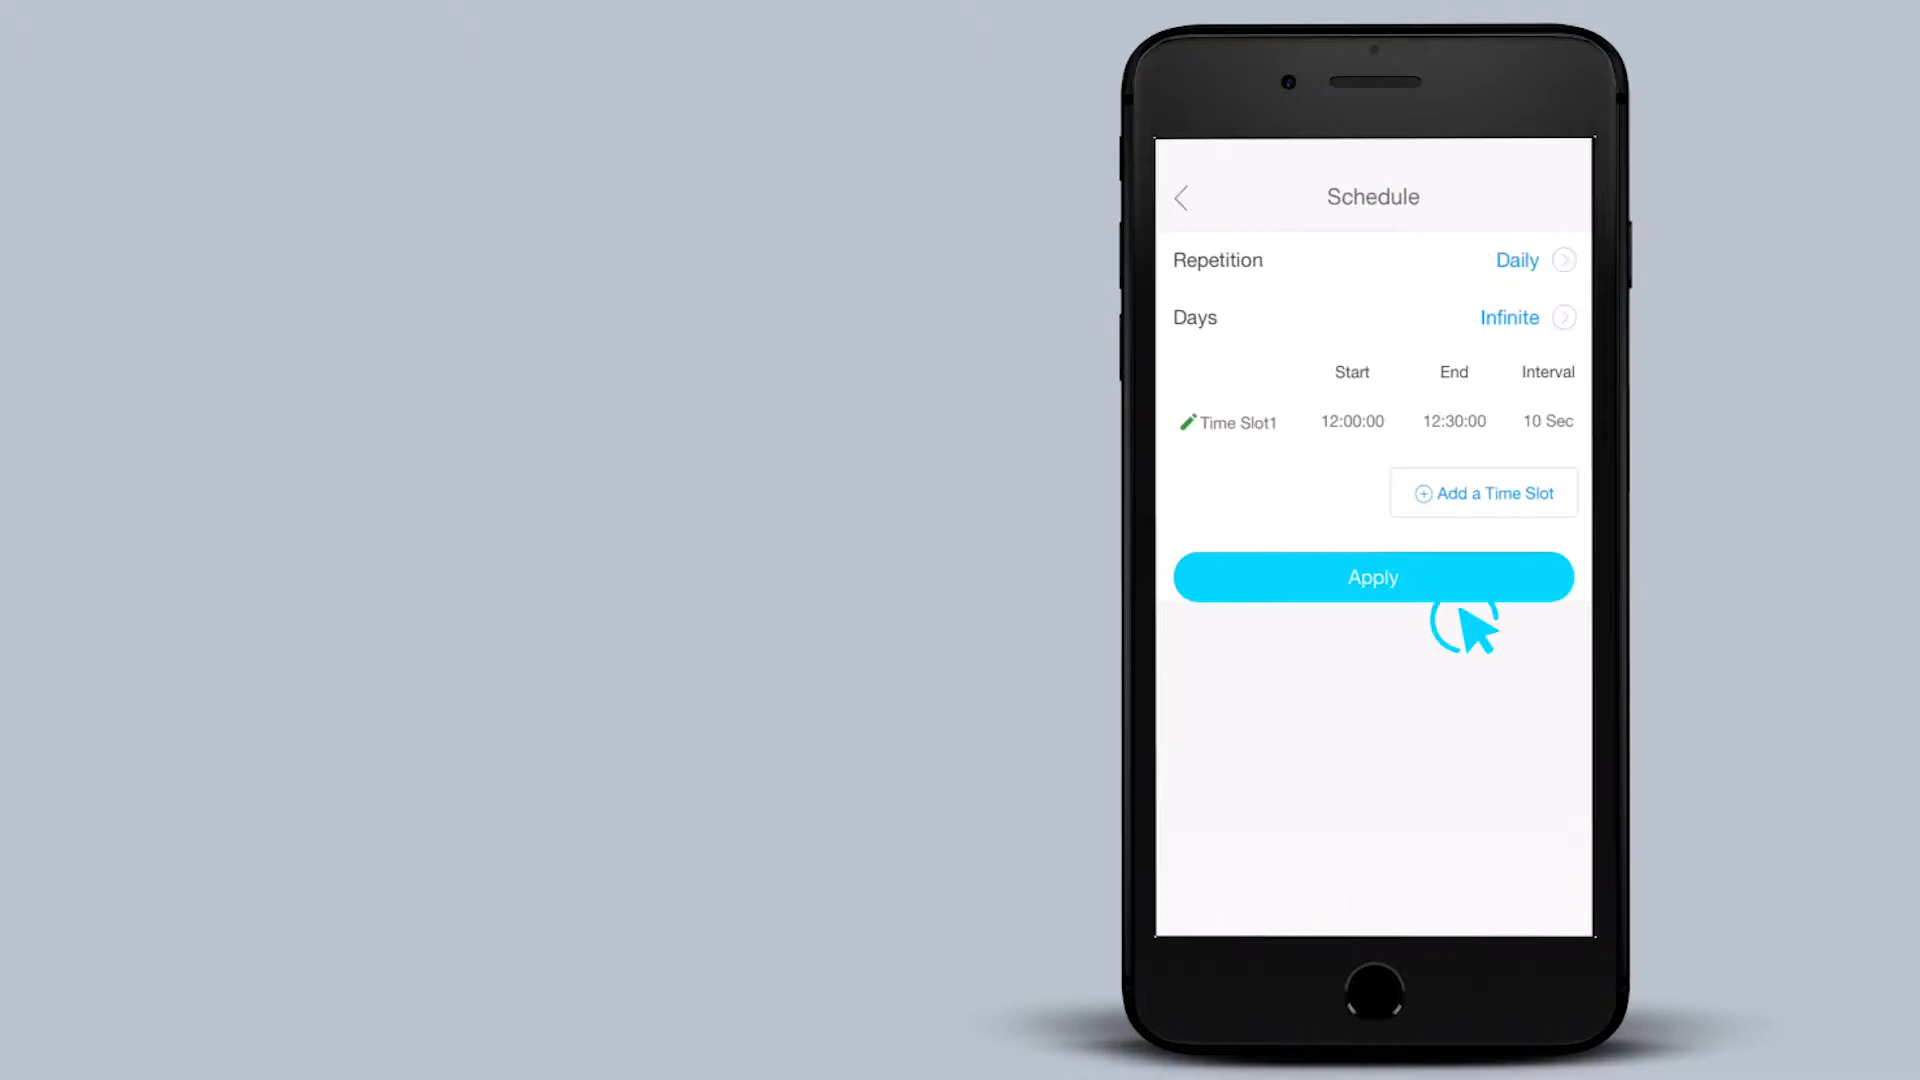 Schedule
Repetition Daily
Days Infinite
Start End Interval
Time Slot1 12:00:00 12:30:00 10 Sec
Add a Time Slot
Apply